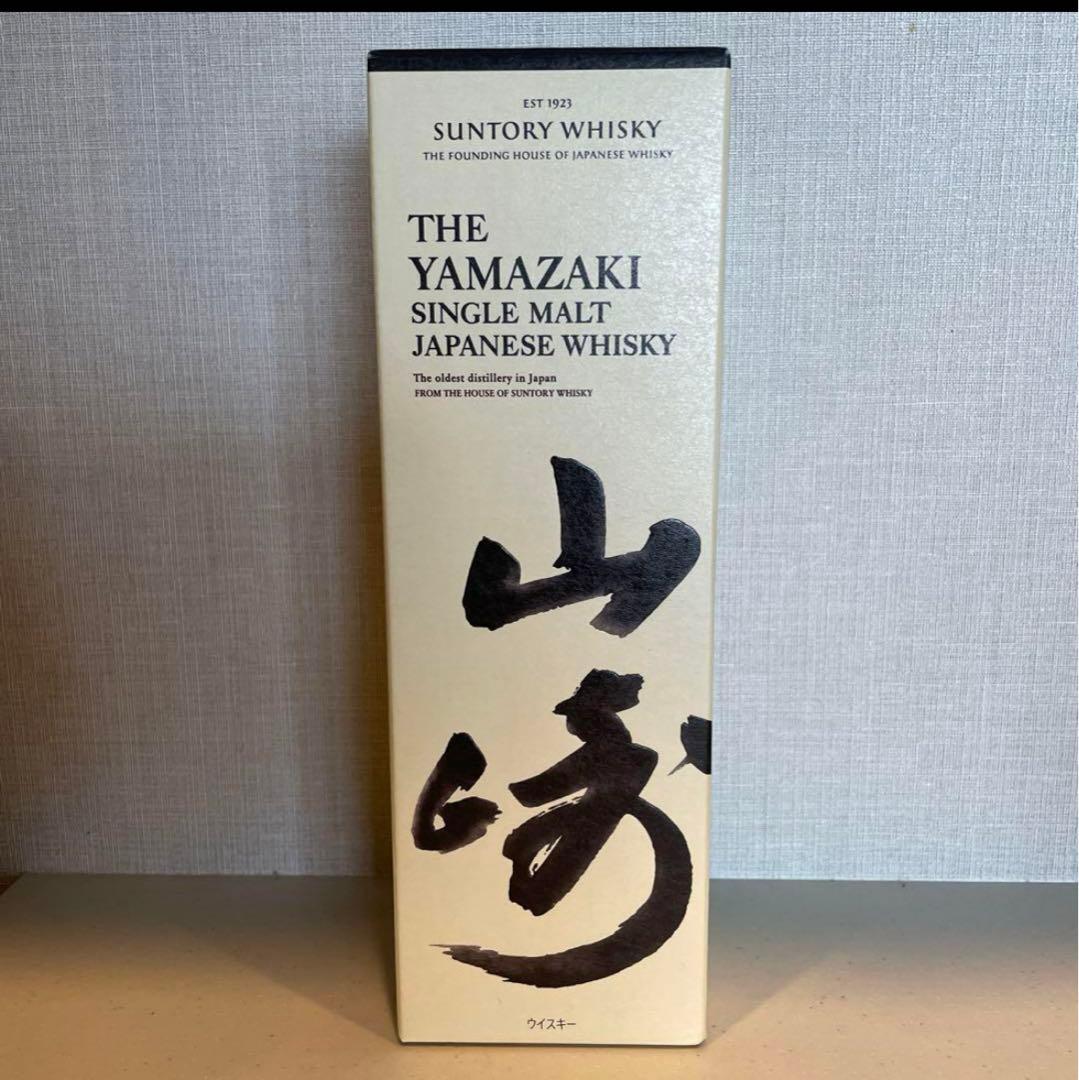 EST 1923
SUNTORY WHISKY
THE FOUNDING HOUSE OF JAPANESE WHISKY
THE
YAMAZAKI
SINGLE MALT
JAPANESE WHISKY
The oldest distillery in Japan
FROM THE HOUSE OF SUNTORY WHISKY
山
崎
ウイスキー